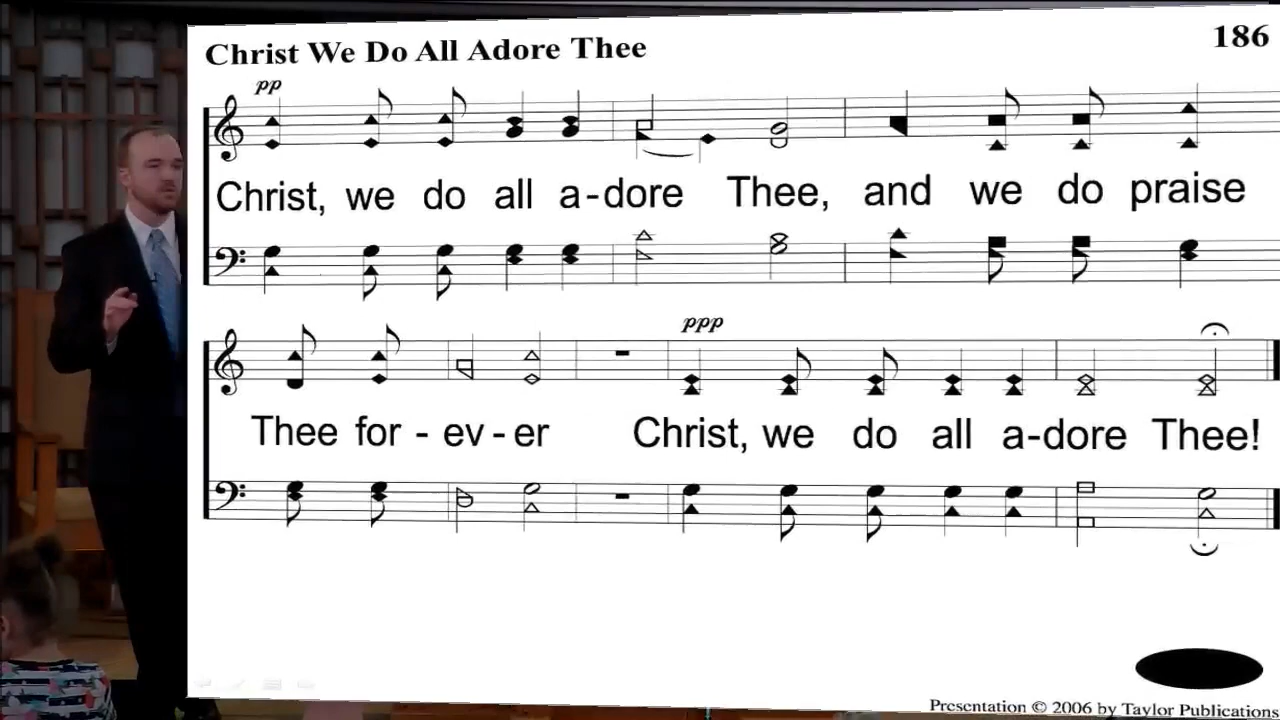 Christ We Do All Adore Thee
186
pp
Christ, we do all a-dore Thee, and we do praise
ppp
Thee for - ev - er Christ, we do all a-dore Thee!
Presentation © 2006 by Taylor Publications